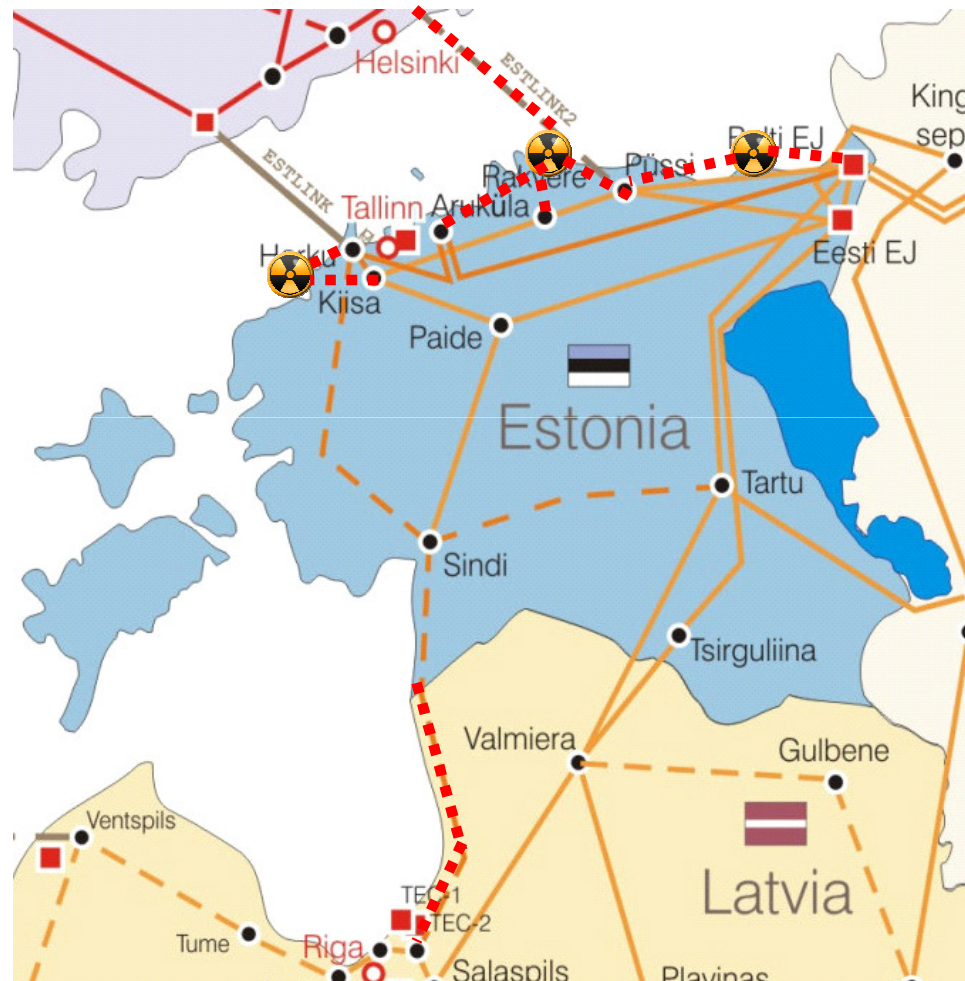 Helsinki
King
sep
ESTLINK2
ESTLINK
Balti EJ
Püssi
Rakvere
Tallinn
Aruküla
Harku
Eesti EJ
Kiisa
Paide
Estonia
Tartu
Sindi
Tsirguliina
Valmiera
Gulbene
Ventspils
Latvia
TEC-1
TEC-2
Tume
Riga
Salaspils
Plavinas